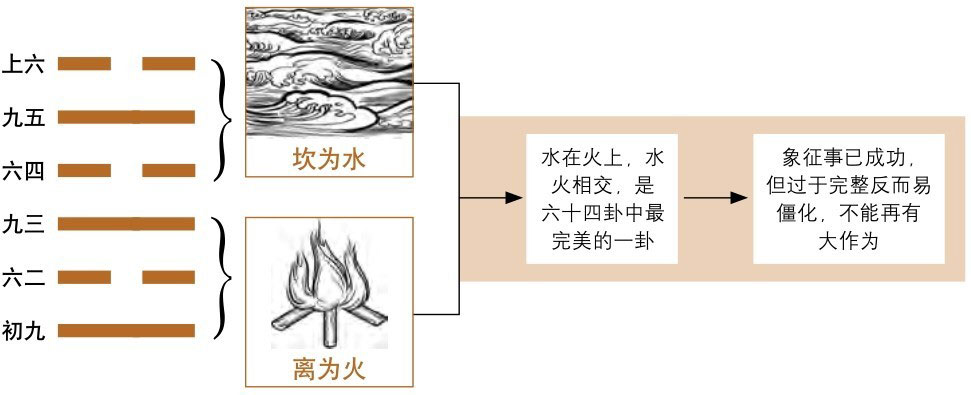 上六
九五
六四
九三
六二
初九
坎为水
离为火
水在火上，水
火相交，是
六十四卦中最
完美的一卦
象征事已成功，
但过于完整反而易
僵化，不能再有
大作为